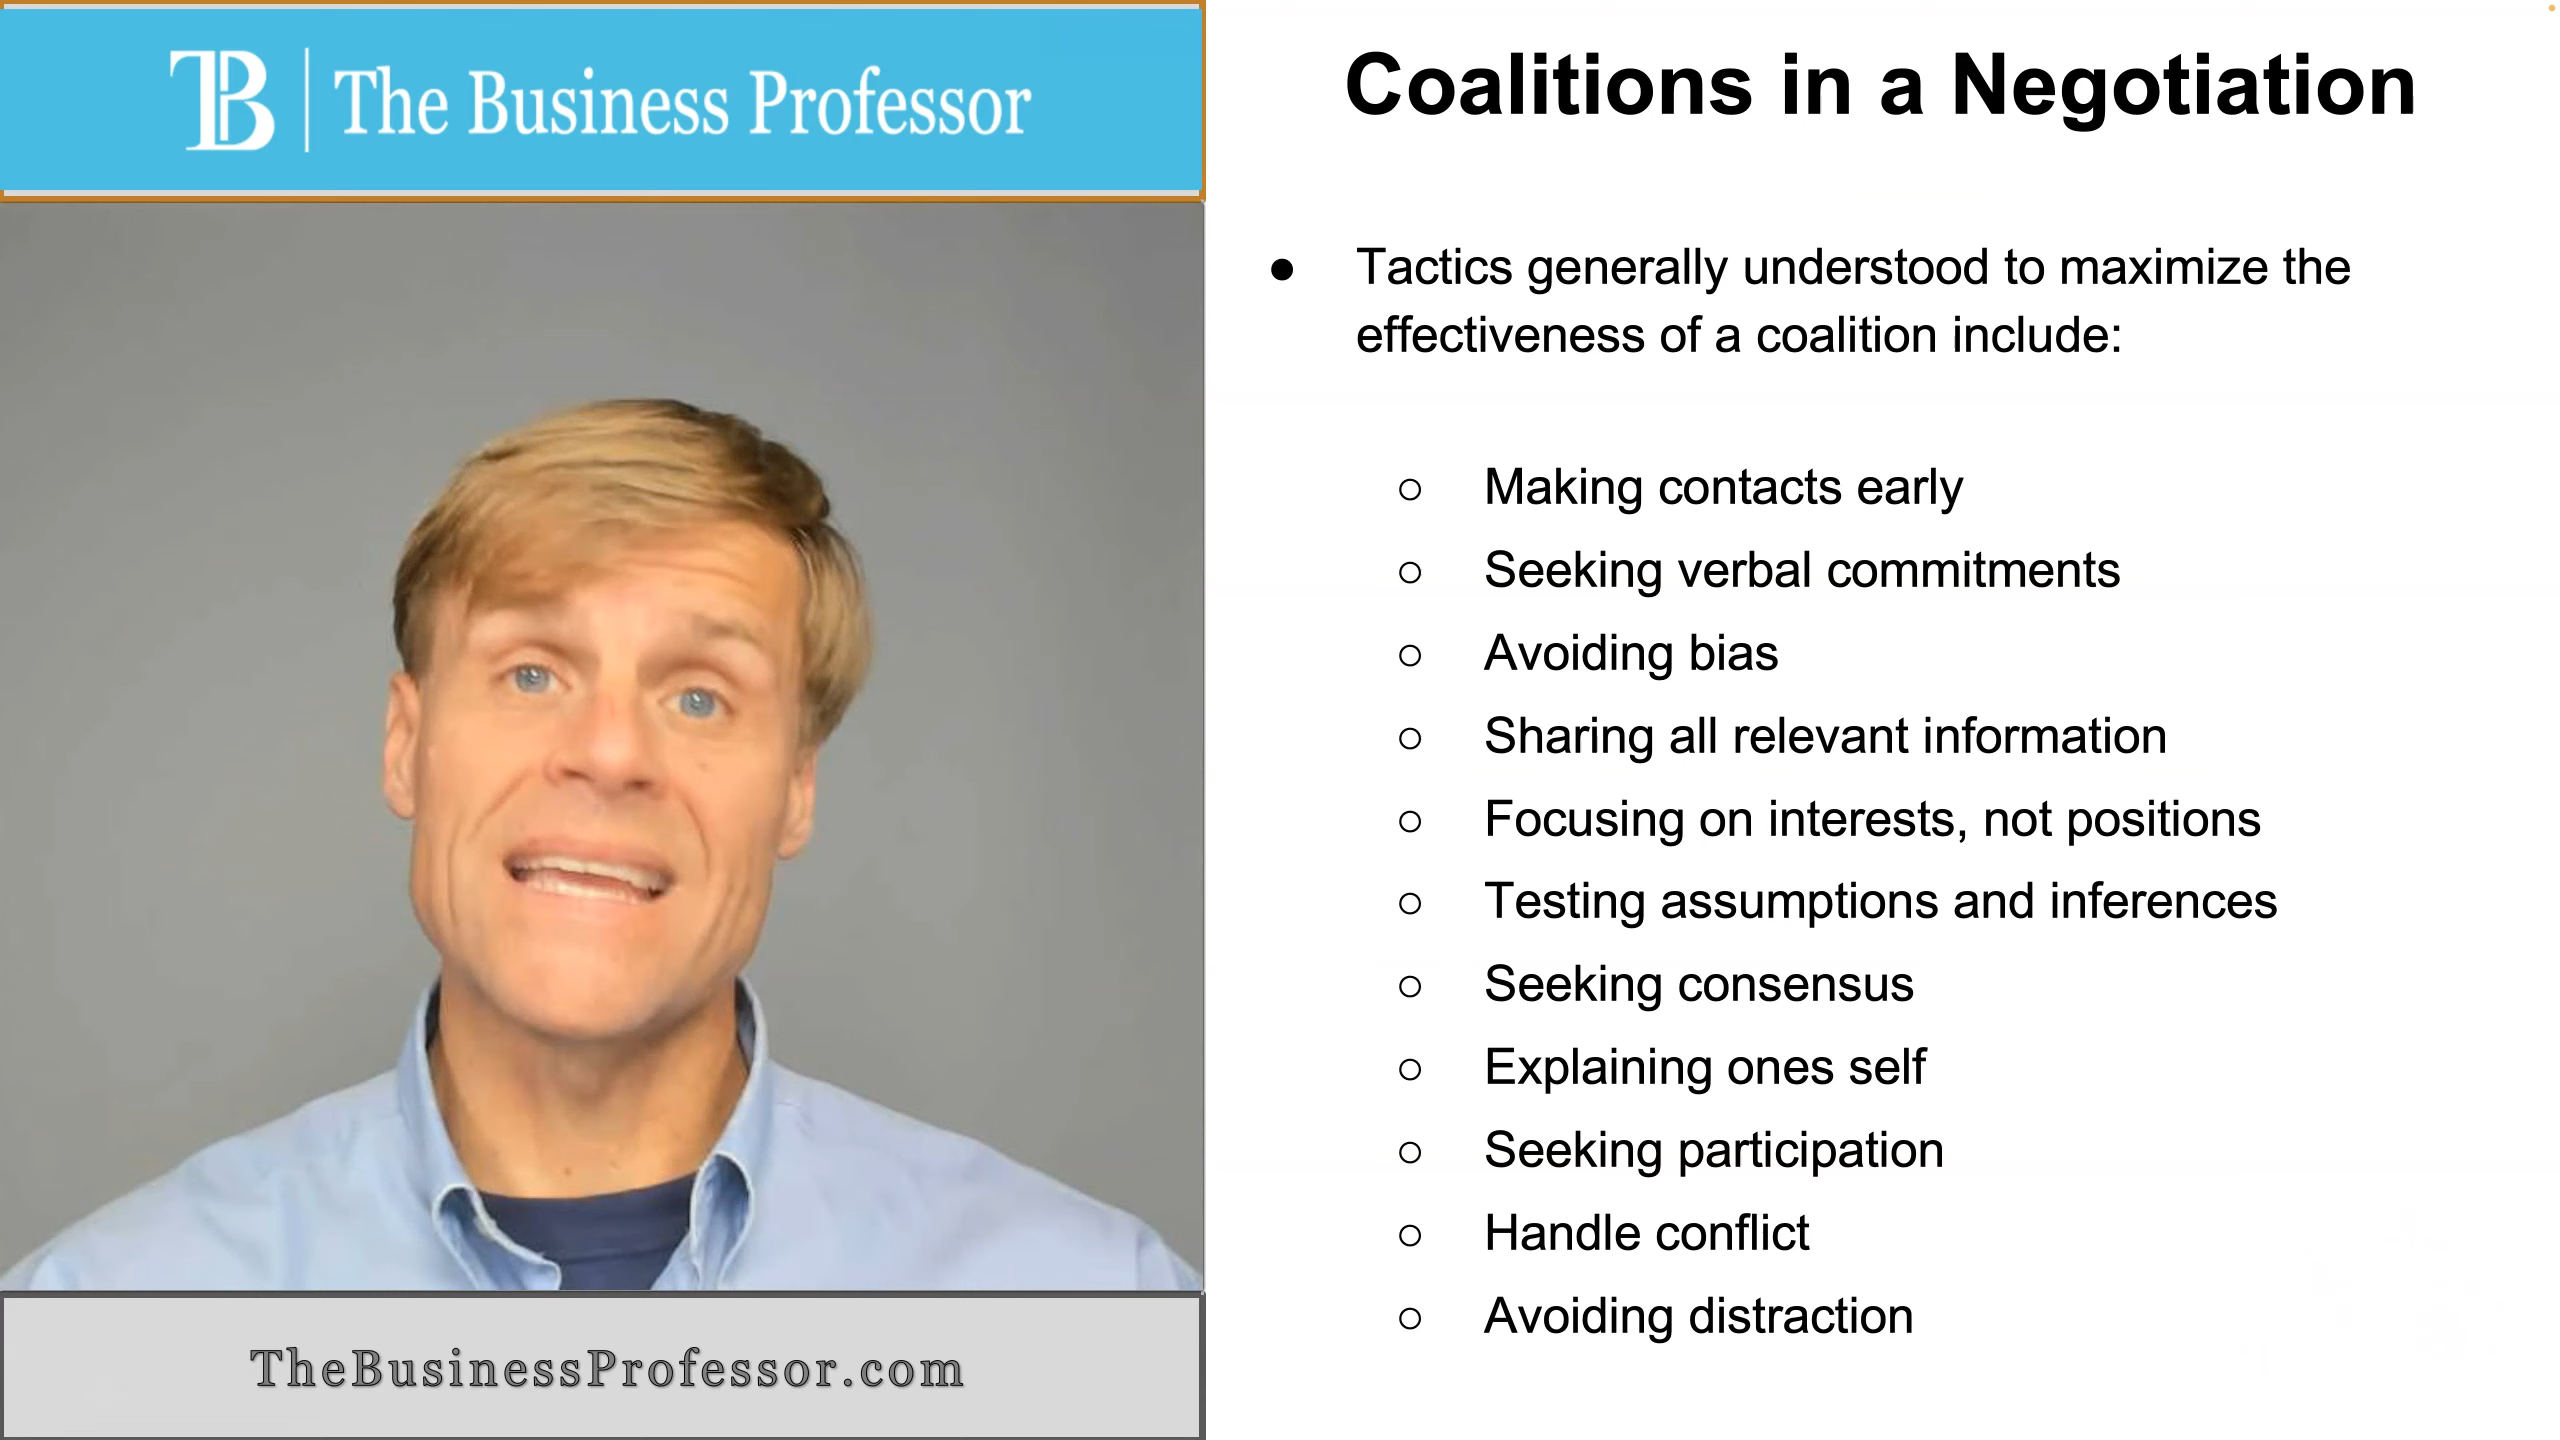 TB The Business Professor
Coalitions in a Negotiation
● Tactics generally understood to maximize the
effectiveness of a coalition include:
○ Making contacts early
○ Seeking verbal commitments
○ Avoiding bias
○ Sharing all relevant information
○ Focusing on interests, not positions
○ Testing assumptions and inferences
○ Seeking consensus
○ Explaining ones self
○ Seeking participation
○ Handle conflict
○ Avoiding distraction
TheBusinessProfessor.com